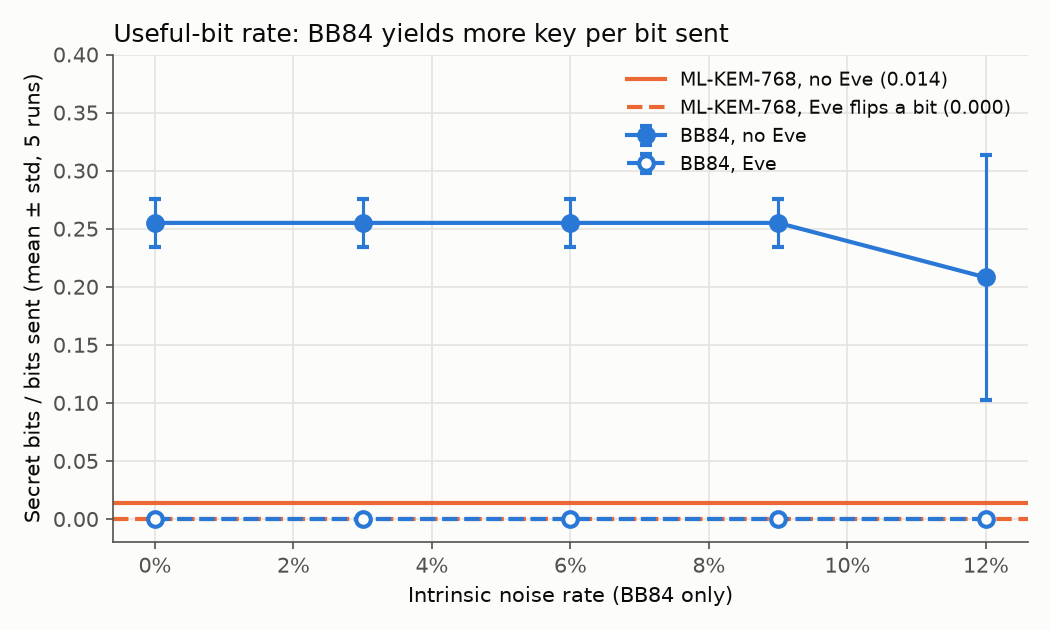 Useful-bit rate: BB84 yields more key per bit sent
Secret bits / bits sent (mean ± std, 5 runs)
0.40
0.35
0.30
0.25
0.20
0.15
0.10
0.05
0.00
ML-KEM-768, no Eve (0.014)
ML-KEM-768, Eve flips a bit (0.000)
BB84, no Eve
BB84, Eve
0%
2%
4%
6%
8%
10%
12%
Intrinsic noise rate (BB84 only)